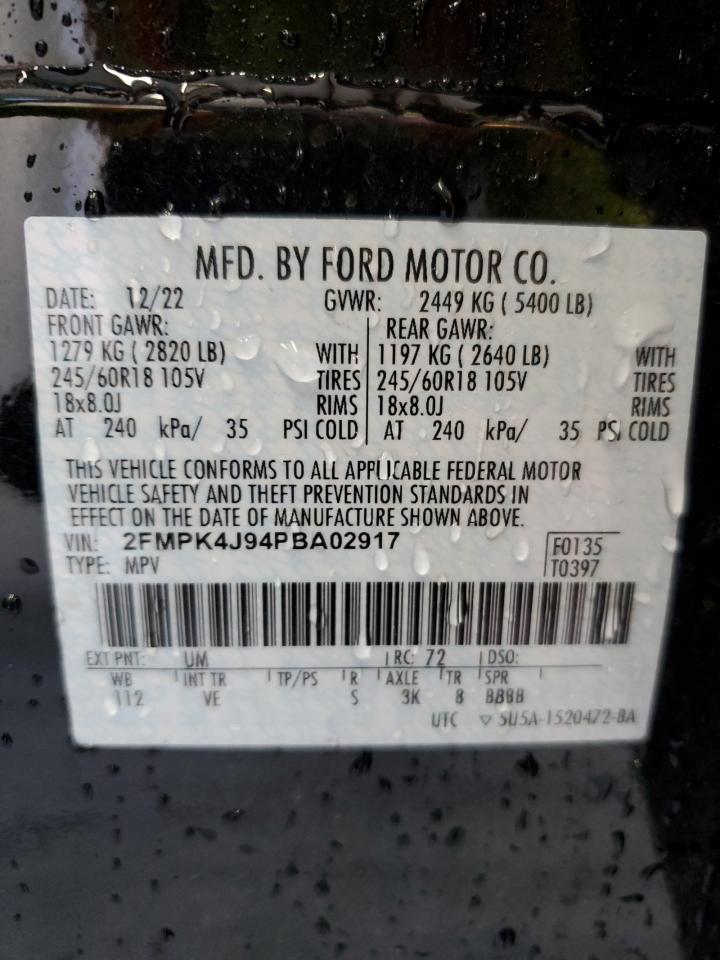 MFD. BY FORD MOTOR CO.
DATE: 12/22 GVWR: 2449 KG ( 5400 LB)
FRONT GAWR: REAR GAWR:
1279 KG ( 2820 LB) WITH 1197 KG ( 2640 LB) WITH
245/60R18 105V TIRES 245/60R18 105V TIRES
18x8.0J RIMS 18x8.0J RIMS
AT 240 kPa/ 35 PSI COLD AT 240 kPa/ 35 PSI COLD
THIS VEHICLE CONFORMS TO ALL APPLICABLE FEDERAL MOTOR
VEHICLE SAFETY AND THEFT PREVENTION STANDARDS IN
EFFECT ON THE DATE OF MANUFACTURE SHOWN ABOVE.
VIN: 2FMPK4J94PBA02917 F0135
TYPE: MPV T0397
EXT PNT: UM RC: 72 DSO:
WB INT TR TP/PS R AXLE TR SPR
112 VE S 3K 8 BBBB
UTC ▽ 5U5A-1520472-BA